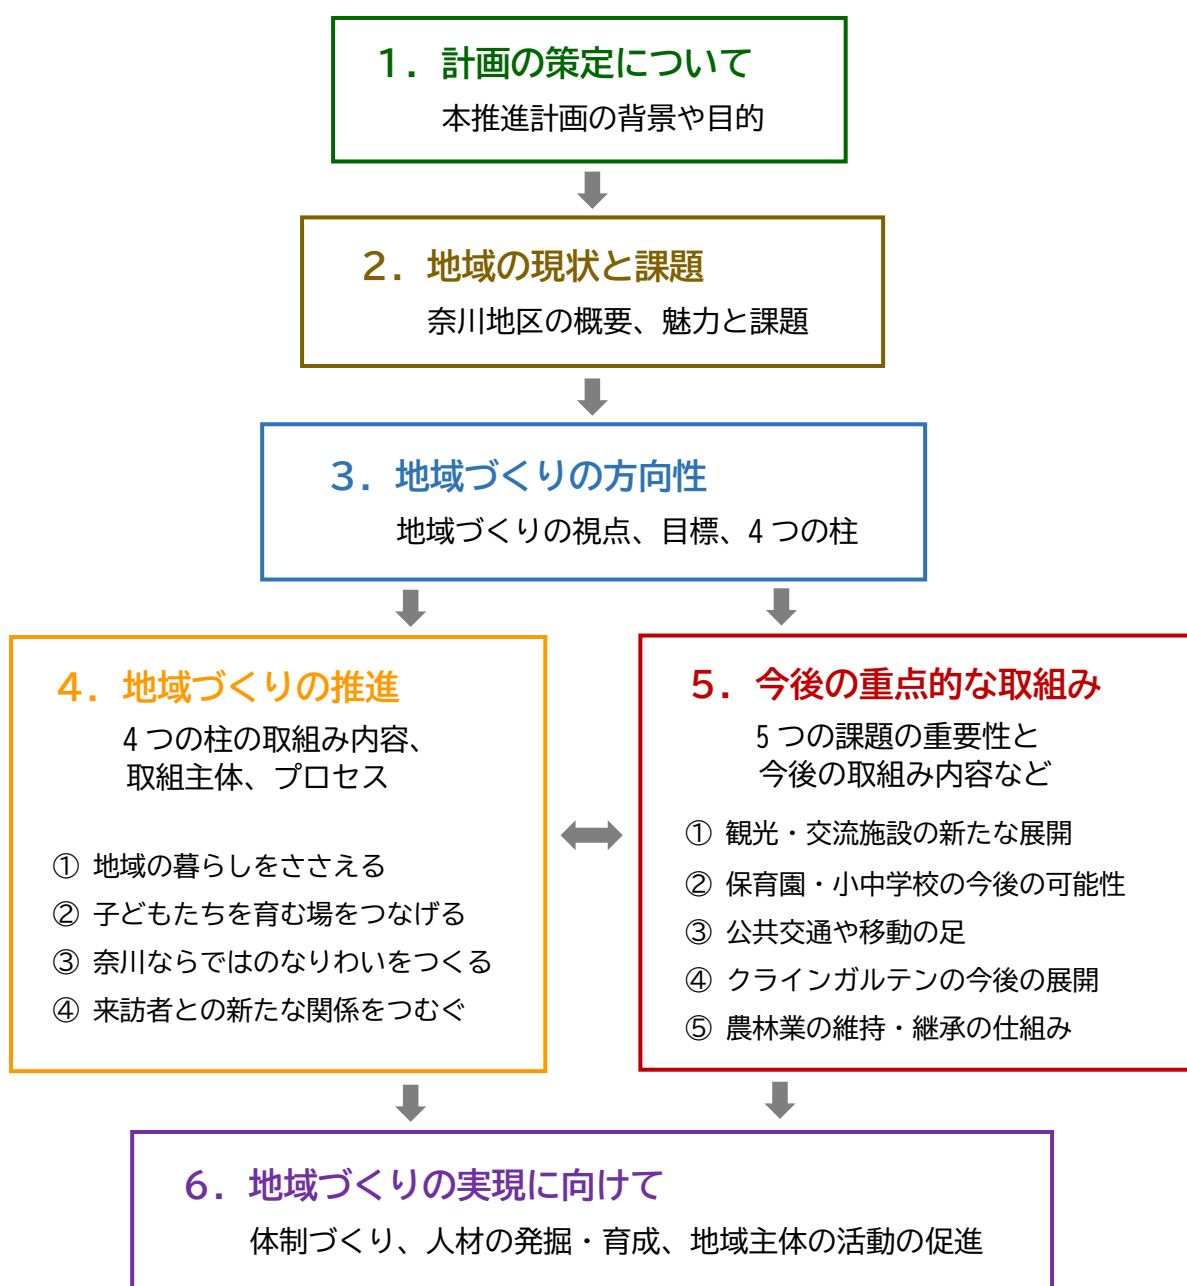 1. 計画の策定について
本推進計画の背景や目的
2. 地域の現状と課題
奈川地区の概要、魅力と課題
3. 地域づくりの方向性
地域づくりの視点、目標、4つの柱
4. 地域づくりの推進
4つの柱の取組み内容、
取組主体、プロセス
① 地域の暮らしをささえる
② 子どもたちを育む場をつなげる
③ 奈川ならではのなりわいをつくる
④ 来訪者との新たな関係をつむぐ
5. 今後の重点的な取組み
5つの課題の重要性と
今後の取組み内容など
① 観光・交流施設の新たな展開
② 保育園・小中学校の今後の可能性
③ 公共交通や移動の足
④ クラインガルテンの今後の展開
⑤ 農林業の維持・継承の仕組み
6. 地域づくりの実現に向けて
体制づくり、人材の発掘・育成、地域主体の活動の促進